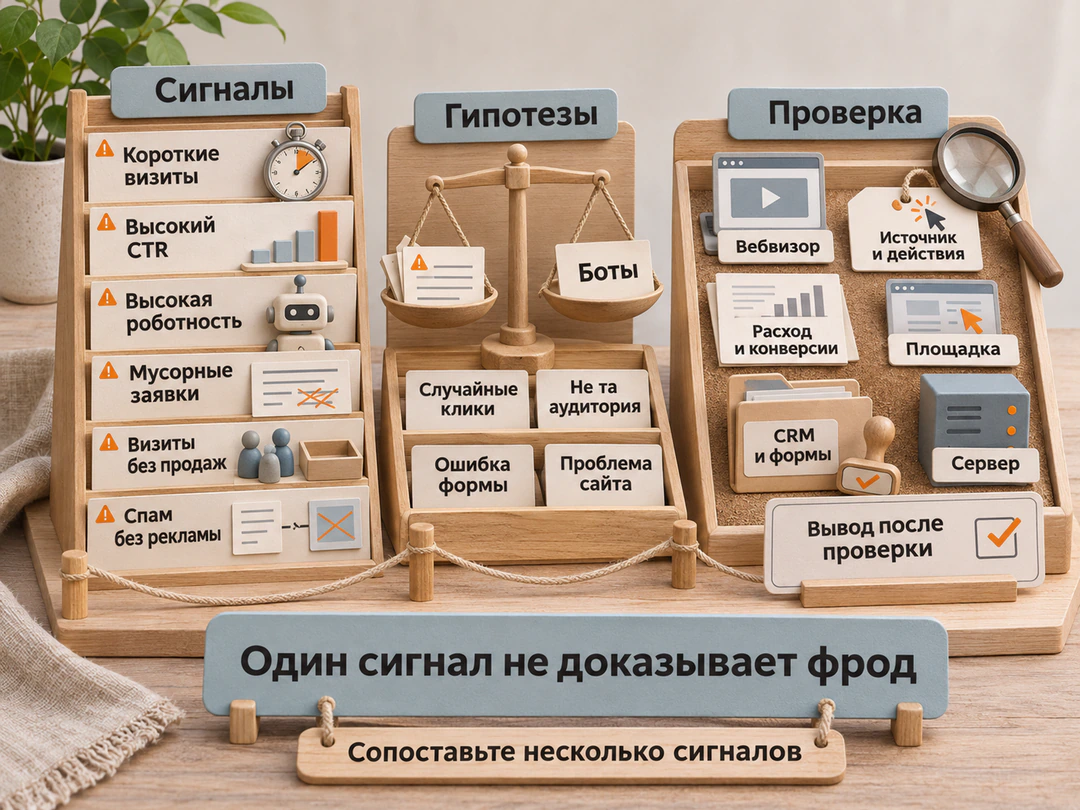 Сигналы
Короткие
визиты
Высокий
CTR
Высокая
роботность
Мусорные
заявки
Визиты
без продаж
Спам
без рекламы
Гипотезы
Боты
Случайные
клики
Не та
аудитория
Ошибка
формы
Проблема
сайта
Проверка
Вебвизор
Источник
и действия
Расход
и конверсии
Площадка
CRM
и формы
Сервер
Вывод после
проверки
Один сигнал не доказывает фрод
Сопоставьте несколько сигналов